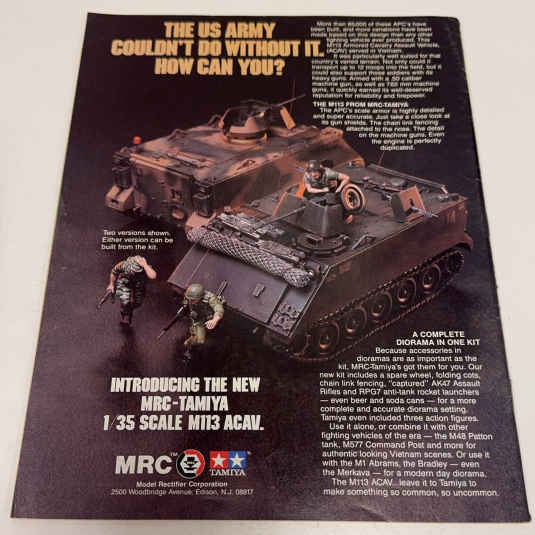 THE US ARMY
COULDN'T DO WITHOUT IT.
HOW CAN YOU?
More than 65,000 of these APC's have
been built, and more variations have been
made based on this design than any other
fighting vehicle ever produced. This
M113 Armored Cavalry Assault Vehicle,
(ACAV) served in Vietnam.
It was particularly well suited for that
country's varied terrain. Not only could it
transport up to 12 troops into the field, but it
could also support those soldiers with its
heavy guns. Armed with a .50 caliber
machine gun, as well as 7.62 mm machine
guns, it quickly earned its well-deserved
reputation for reliability and firepower.
THE M113 FROM MRC-TAMIYA
The APC's scale armor is highly detailed
and super accurate. Just take a close look at
its gun shields. The chain link fencing
attached to the nose. The detail
on the machine guns. Even
the engine is perfectly
duplicated.
Two versions shown.
Either version can be
built from the kit.
A COMPLETE
DIORAMA IN ONE KIT
Because accessories in
dioramas are as important as the
kit, MRC-Tamiya's got them for you. Our
new kit includes a spare wheel, folding cots,
chain link fencing, "captured" AK47 Assault
Rifles and RPG7 anti-tank rocket launchers
— even beer and soda cans — for a more
complete and accurate diorama setting.
Tamiya even included three action figures.
Use it alone, or combine it with other
fighting vehicles of the era — the M48 Patton
tank, M577 Command Post and more for
authentic looking Vietnam scenes. Or use it
with the M1 Abrams, the Bradley — even
the Merkava — for a modern day diorama.
The M113 ACAV...leave it to Tamiya to
make something so common, so uncommon.
INTRODUCING THE NEW
MRC-TAMIYA
1/35 SCALE M113 ACAV.
MRC™
TAMIYA
Model Rectifier Corporation
2500 Woodbridge Avenue, Edison, N.J. 08817